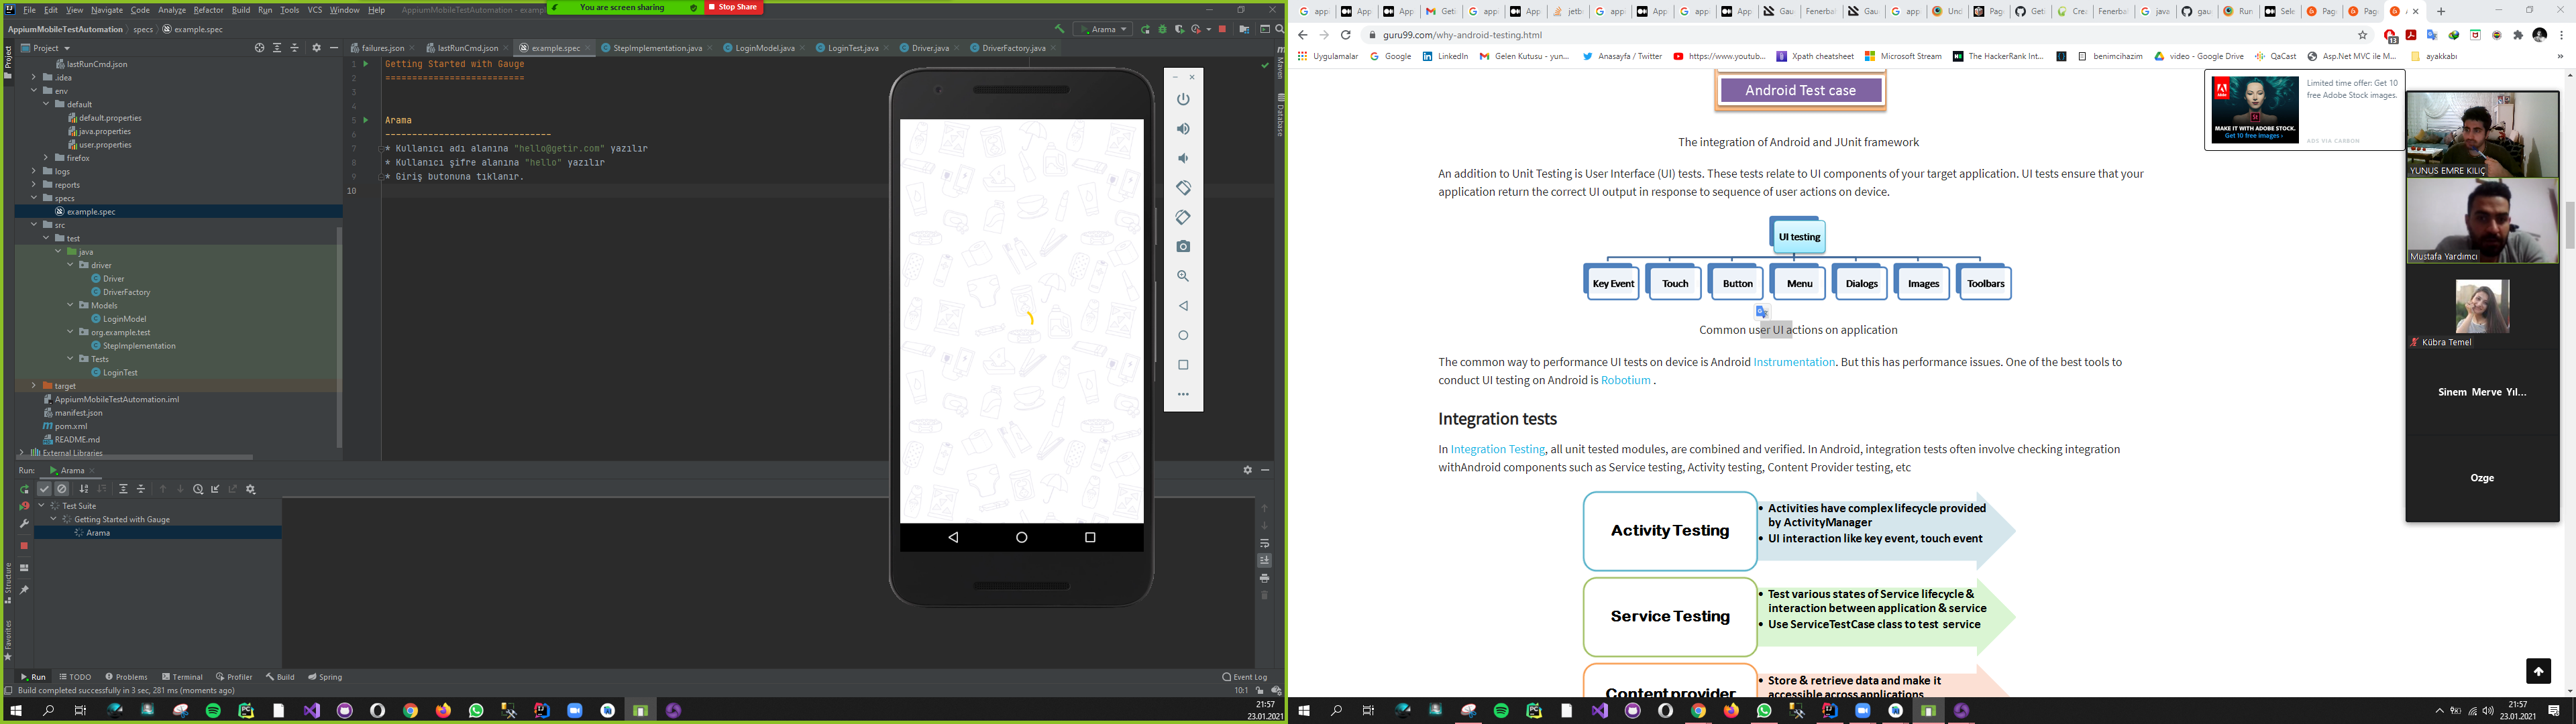 File Edit View Navigate Code Analyze Refactor Build Run Tools VCS Window Help AppiumMobileTestAutomation - examp
You are screen sharing Stop Share
AppiumMobileTestAutomation specs example.spec
Arama
Project
failures.json lastRunCmd.json example.spec StepImplementation.java LoginModel.java LoginTest.java Driver.java DriverFactory.java
lastRunCmd.json
.idea
env
default
default.properties
java.properties
user.properties
firefox
logs
reports
specs
example.spec
src
test
java
driver
Driver
DriverFactory
Models
LoginModel
org.example.test
StepImplementation
Tests
LoginTest
target
AppiumMobileTestAutomation.iml
manifest.json
pom.xml
README.md
External Libraries
1 Getting Started with Gauge
2 =========================
3
4
5 Arama
6 ------------------------------
7 * Kullanıcı adı alanına "hello@getir.com" yazılır
8 * Kullanıcı şifre alanına "hello" yazılır
9 * Giriş butonuna tıklanır.
10
Maven
Database
Project
Structure
Favorites
Run: Arama
Test Suite
Getting Started with Gauge
Arama
Run TODO Problems Terminal Profiler Build Spring Event Log
Build completed successfully in 3 sec, 281 ms (moments ago) 10:1
21:57
23.01.2021
guru99.com/why-android-testing.html
Uygulamalar Google LinkedIn Gelen Kutusu - yun... Anasayfa / Twitter https://www.youtub... Xpath cheatsheet Microsoft Stream The HackerRank Int... benimcihazim video - Google Drive QaCast Asp.Net MVC ile M... ayakkabı
Android Test case
Limited time offer: Get 10
free Adobe Stock images.
MAKE IT WITH ADOBE STOCK.
Get 10 free images ›
ADS VIA CARBON
The integration of Android and JUnit framework
An addition to Unit Testing is User Interface (UI) tests. These tests relate to UI components of your target application. UI tests ensure that your
application return the correct UI output in response to sequence of user actions on device.
UI testing
Key Event Touch Button Menu Dialogs Images Toolbars
Common user UI actions on application
The common way to performance UI tests on device is Android Instrumentation. But this has performance issues. One of the best tools to
conduct UI testing on Android is Robotium .
Integration tests
In Integration Testing, all unit tested modules, are combined and verified. In Android, integration tests often involve checking integration
withAndroid components such as Service testing, Activity testing, Content Provider testing, etc
Activity Testing
• Activities have complex lifecycle provided
by ActivityManager
• UI interaction like key event, touch event
Service Testing
• Test various states of Service lifecycle &
interaction between application & service
• Use ServiceTestCase class to test service
Content provider
• Store & retrieve data and make it
accessible across applications
YUNUS EMRE KILIÇ
Mustafa Yardımcı
Kübra Temel
Sinem Merve Yıl...
Ozge
21:57
23.01.2021